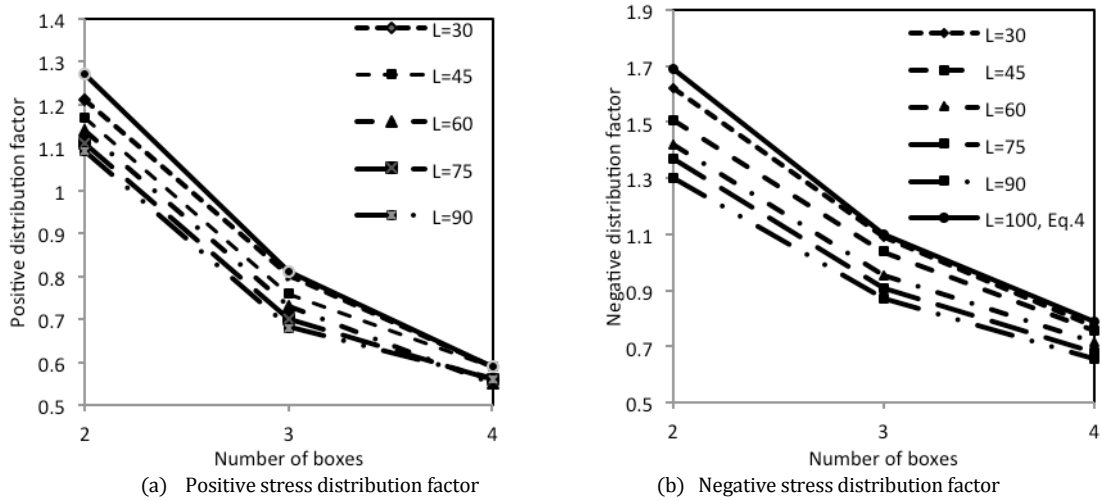 1.4
1.3
1.2
1.1
1
0.9
0.8
0.7
0.6
0.5
2
3
4
Positive distribution factor
Number of boxes
L=30
L=45
L=60
L=75
L=90
(a) Positive stress distribution factor
1.9
1.7
1.5
1.3
1.1
0.9
0.7
0.5
2
3
4
Negative distribution factor
Number of boxes
L=30
L=45
L=60
L=75
L=90
L=100, Eq.4
(b) Negative stress distribution factor